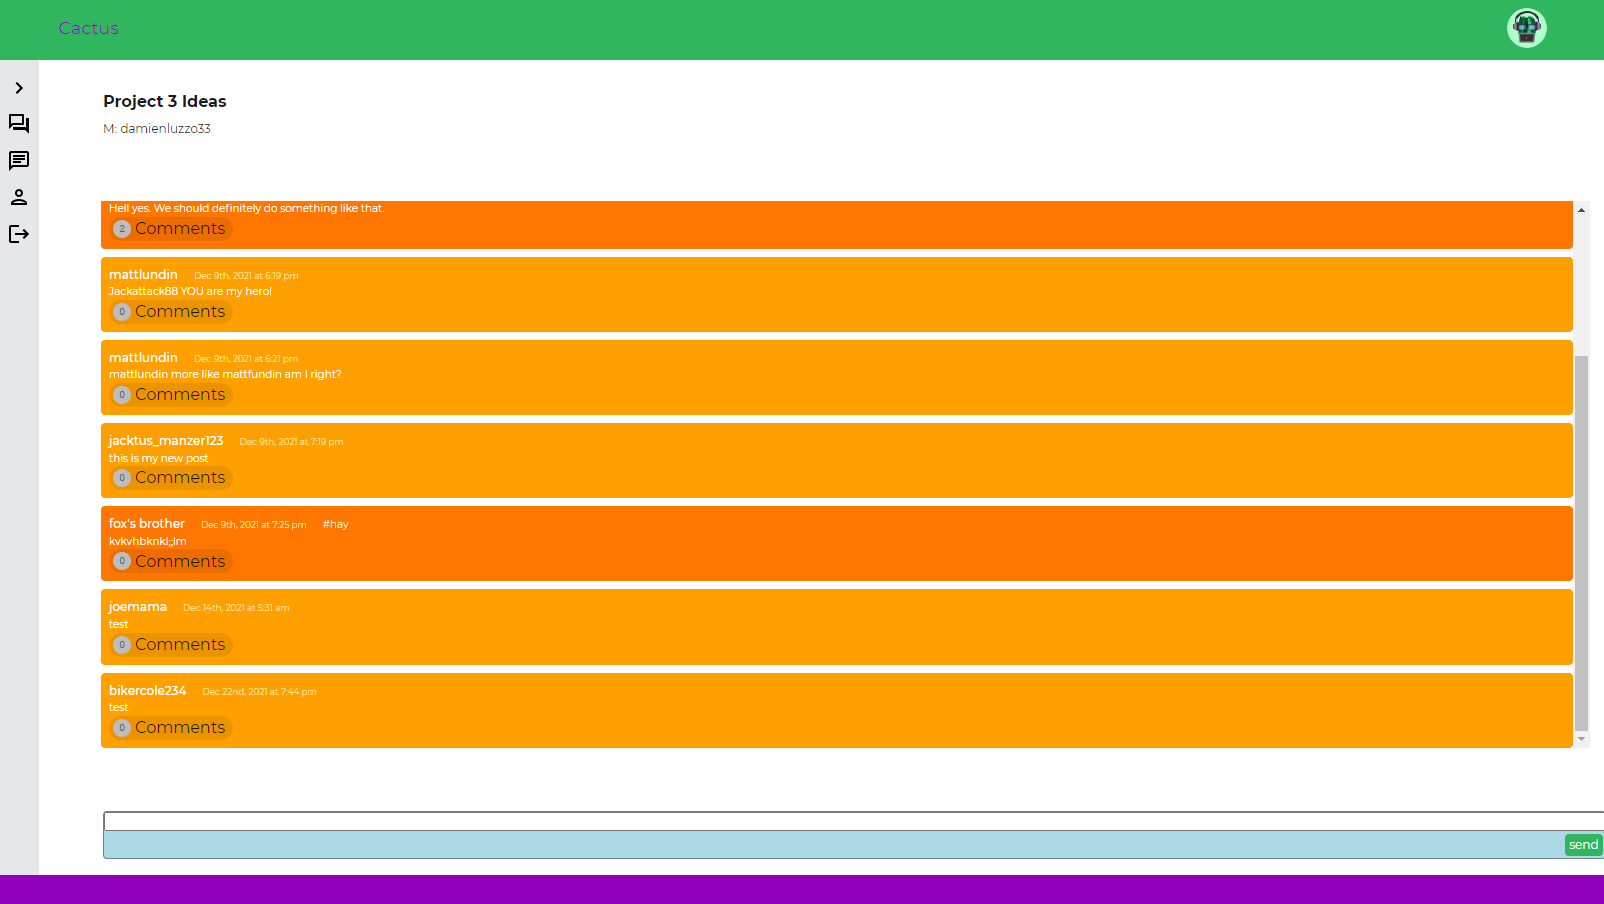 Cactus
Project 3 Ideas
M: damienluzzo33
Hell yes. We should definitely do something like that.
2 Comments
mattlundin Dec 9th, 2021 at 6:19 pm
Jackattack88 YOU are my hero!
0 Comments
mattlundin Dec 9th, 2021 at 6:21 pm
mattlundin more like mattfundin am I right?
0 Comments
jacktus_manzer123 Dec 9th, 2021 at 7:19 pm
this is my new post
0 Comments
fox's brother Dec 9th, 2021 at 7:25 pm #hay
kvkvhbknkl;;lm
0 Comments
joemama Dec 14th, 2021 at 5:31 am
test
0 Comments
bikercole234 Dec 22nd, 2021 at 7:44 pm
test
0 Comments
send